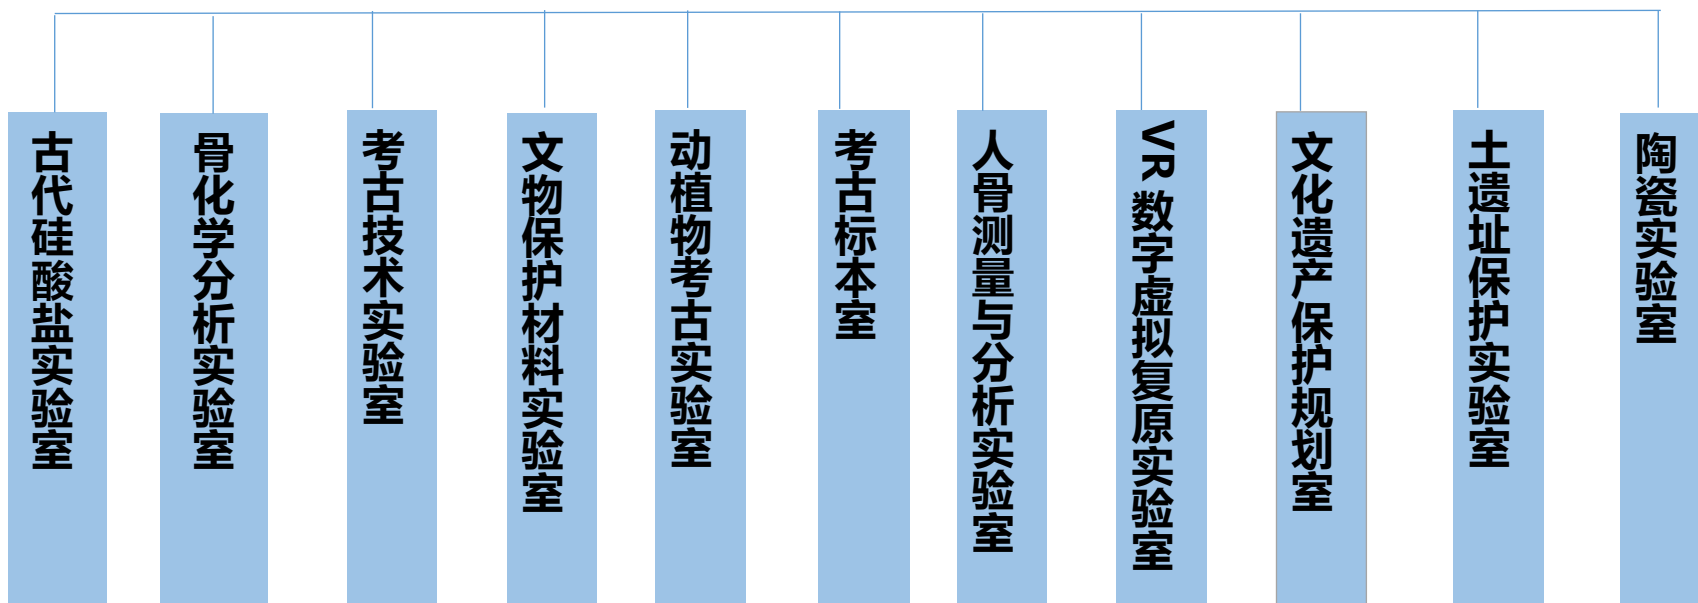 古代硅酸盐实验室
骨化学分析实验室
考古技术实验室
文物保护材料实验室
动植物考古实验室
考古标本室
人骨测量与分析实验室
VR数字虚拟复原实验室
文化遗产保护规划室
土遗址保护实验室
陶瓷实验室